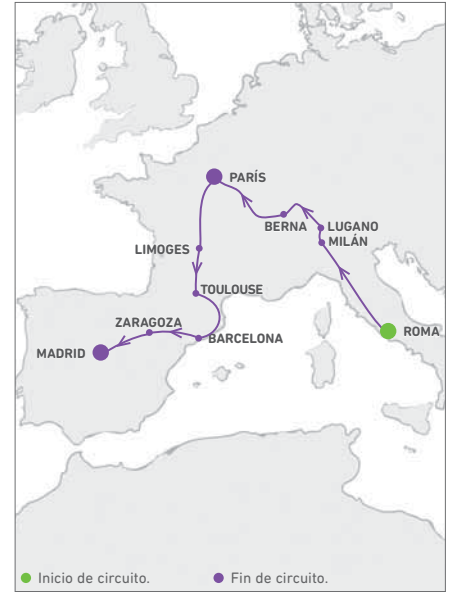 PARÍS
BERNA
LUGANO
MILÁN
LIMOGES
TOULOUSE
ZARAGOZA
BARCELONA
ROMA
MADRID
Inicio de circuito.
Fin de circuito.